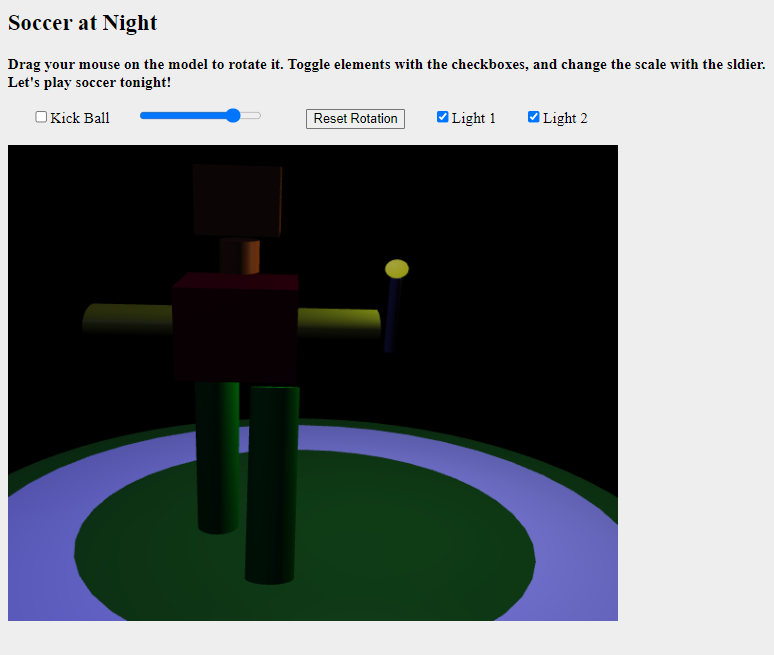 Soccer at Night
Drag your mouse on the model to rotate it. Toggle elements with the checkboxes, and change the scale with the sldier.
Let's play soccer tonight!
Kick Ball Reset Rotation Light 1 Light 2